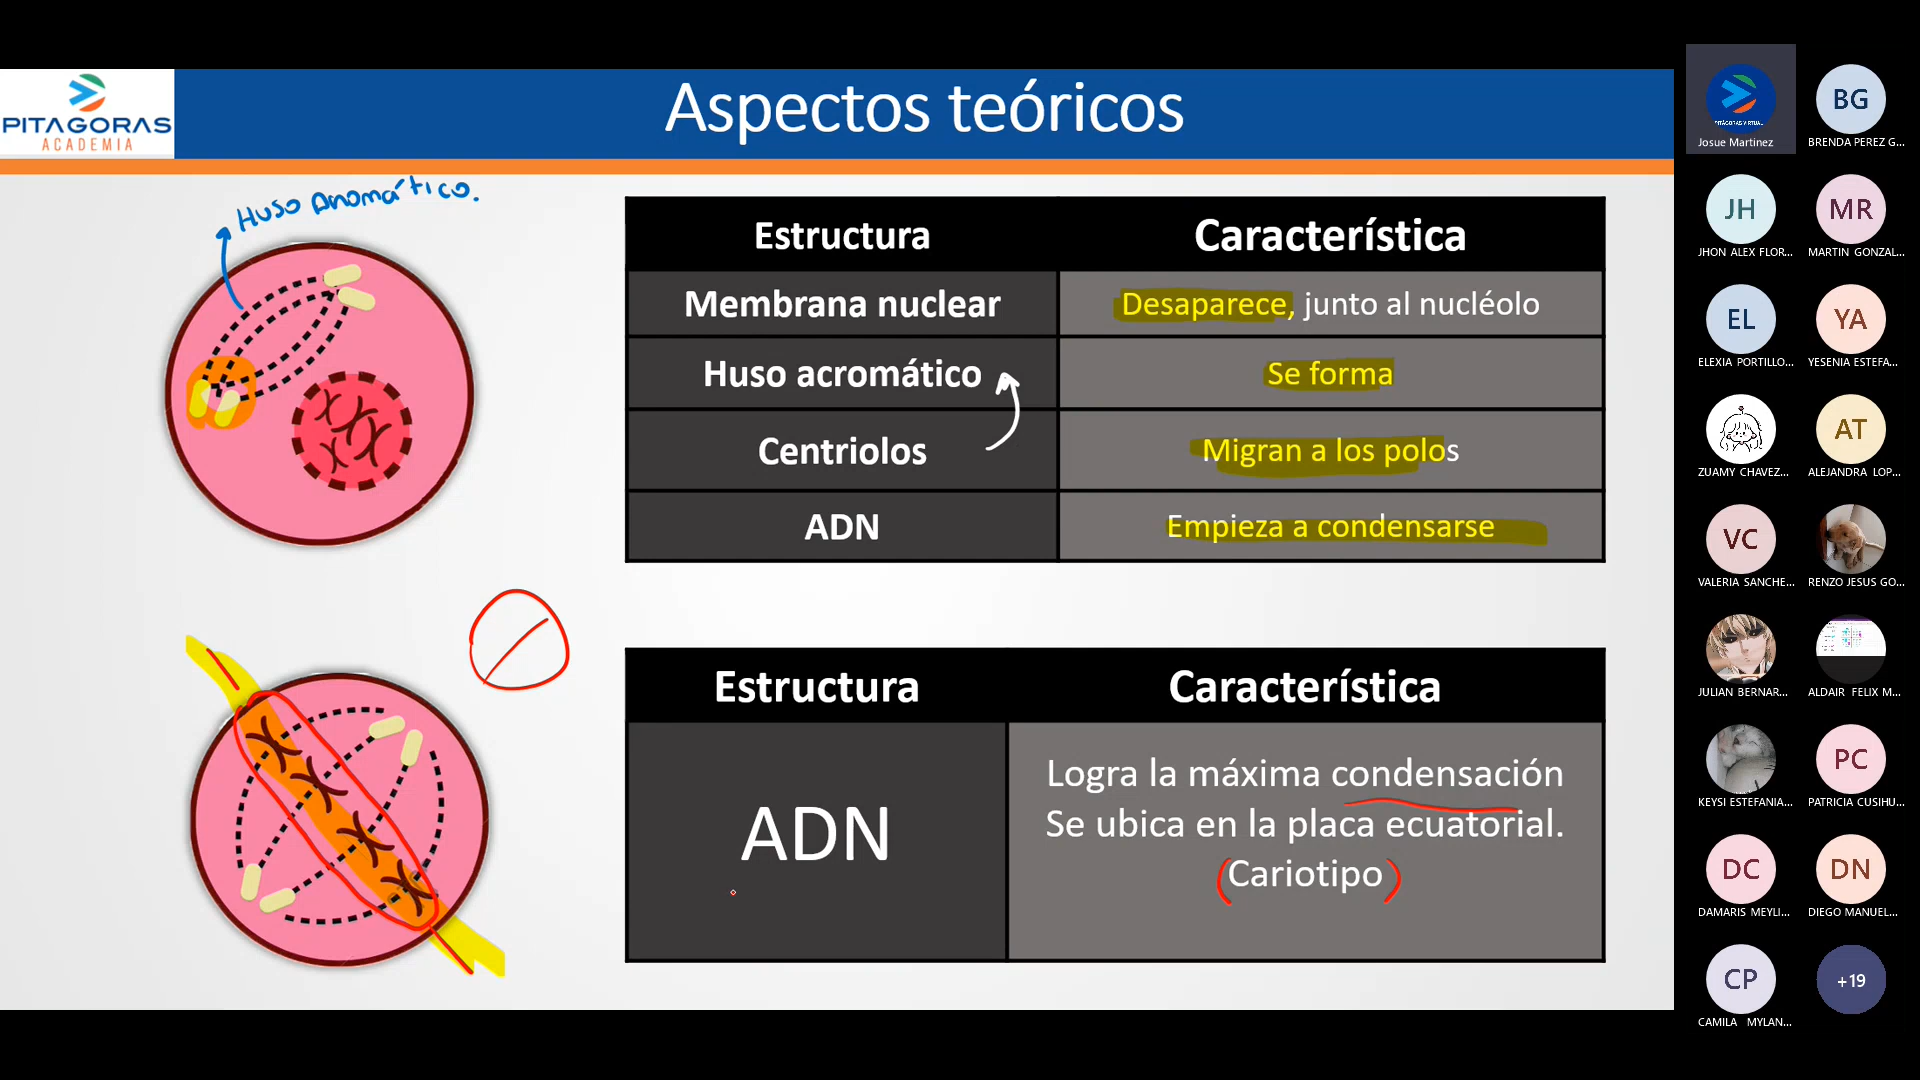 Aspectos teóricos
PITAGORAS
ACADEMIA
Huso Anomático.
Estructura
Característica
Membrana nuclear
Desaparece, junto al nucléolo
Huso acromático
Se forma
Centriolos
Migran a los polos
ADN
Empieza a condensarse
Estructura
Característica
ADN
Logra la máxima condensación
Se ubica en la placa ecuatorial.
(Cariotipo)
Josue Martinez
BG
BRENDA PEREZ G...
JH
JHON ALEX FLOR...
MR
MARTIN GONZAL...
EL
ELEXIA PORTILLO...
YA
YESENIA ESTEFA...
ZUAMY CHAVEZ...
AT
ALEJANDRA LOP...
VC
VALERIA SANCHE...
RENZO JESUS GO...
JULIAN BERNAR...
ALDAIR FELIX M...
KEYSI ESTEFANIA...
PC
PATRICIA CUSIHU...
DC
DAMARIS MEYLI...
DN
DIEGO MANUEL...
CP
CAMILA MYLAN...
+19